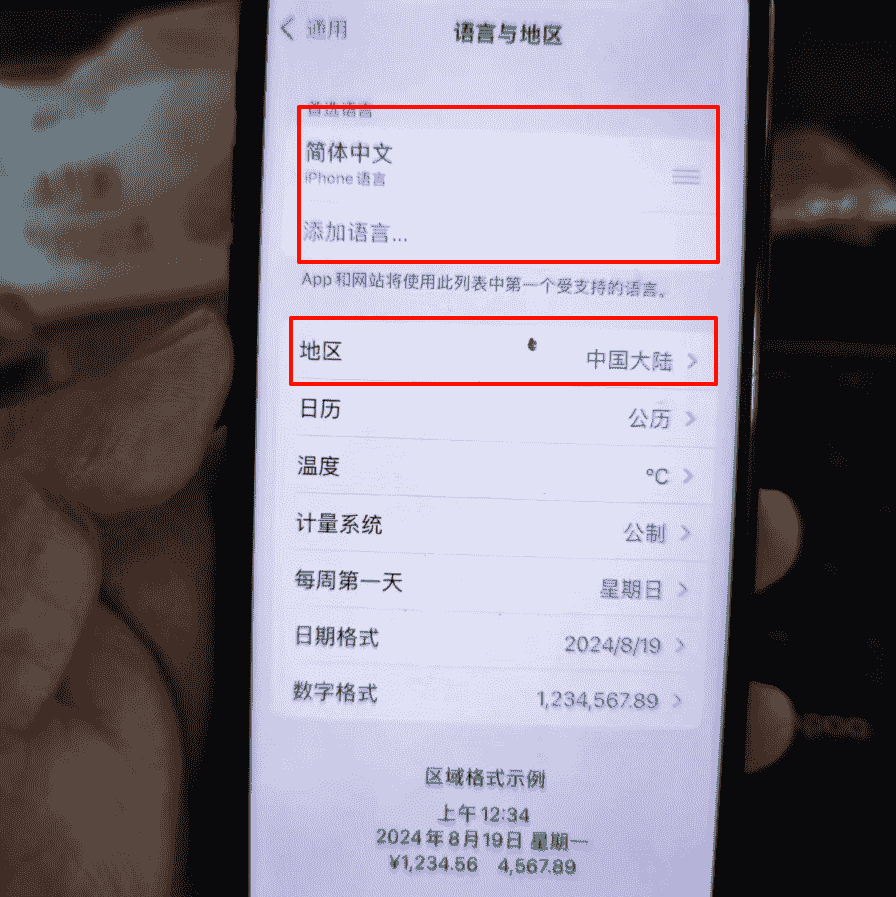 通用
语言与地区
首选语言
简体中文
iPhone 语言
添加语言...
App 和网站将使用此列表中第一个受支持的语言。
地区 中国大陆
日历 公历
温度 °C
计量系统 公制
每周第一天 星期日
日期格式 2024/8/19
数字格式 1,234,567.89
区域格式示例
上午 12:34
2024年8月19日 星期一
¥1,234.56 4,567.89